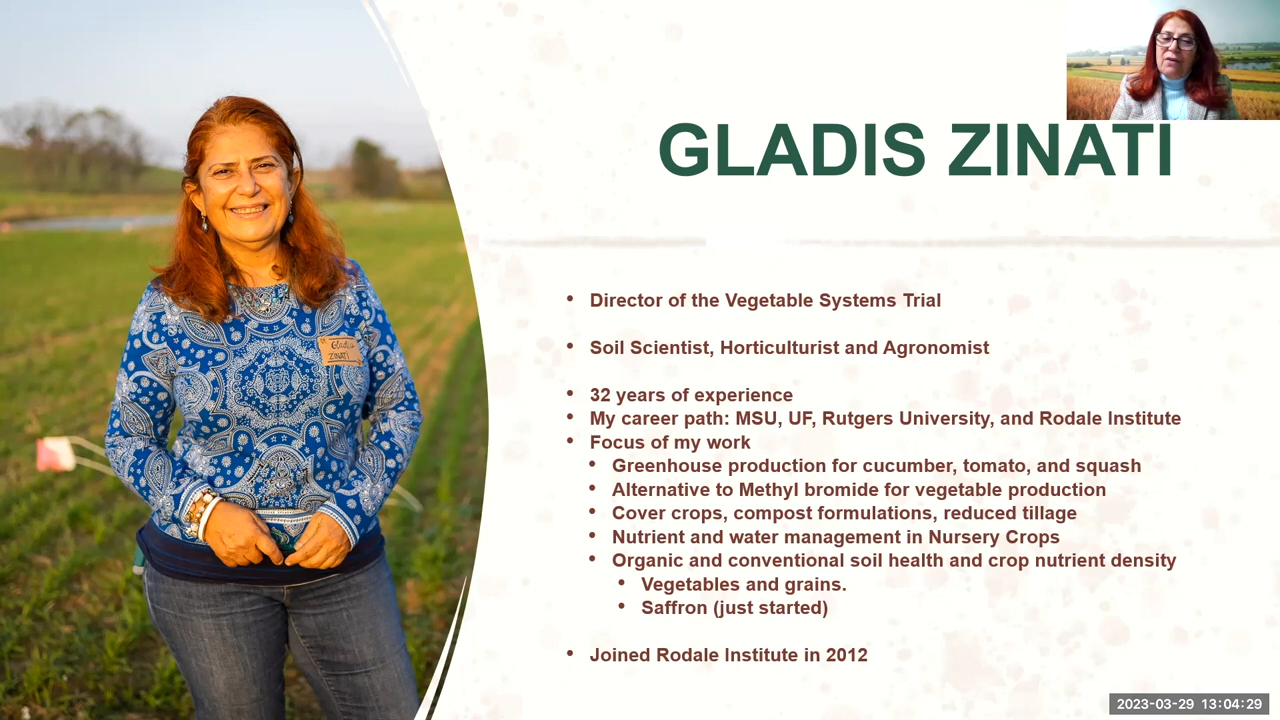 GLADIS ZINATI
• Director of the Vegetable Systems Trial
• Soil Scientist, Horticulturist and Agronomist
• 32 years of experience
• My career path: MSU, UF, Rutgers University, and Rodale Institute
• Focus of my work
• Greenhouse production for cucumber, tomato, and squash
• Alternative to Methyl bromide for vegetable production
• Cover crops, compost formulations, reduced tillage
• Nutrient and water management in Nursery Crops
• Organic and conventional soil health and crop nutrient density
• Vegetables and grains.
• Saffron (just started)
• Joined Rodale Institute in 2012
Gladis
ZINATI
2023-03-29 13:04:29